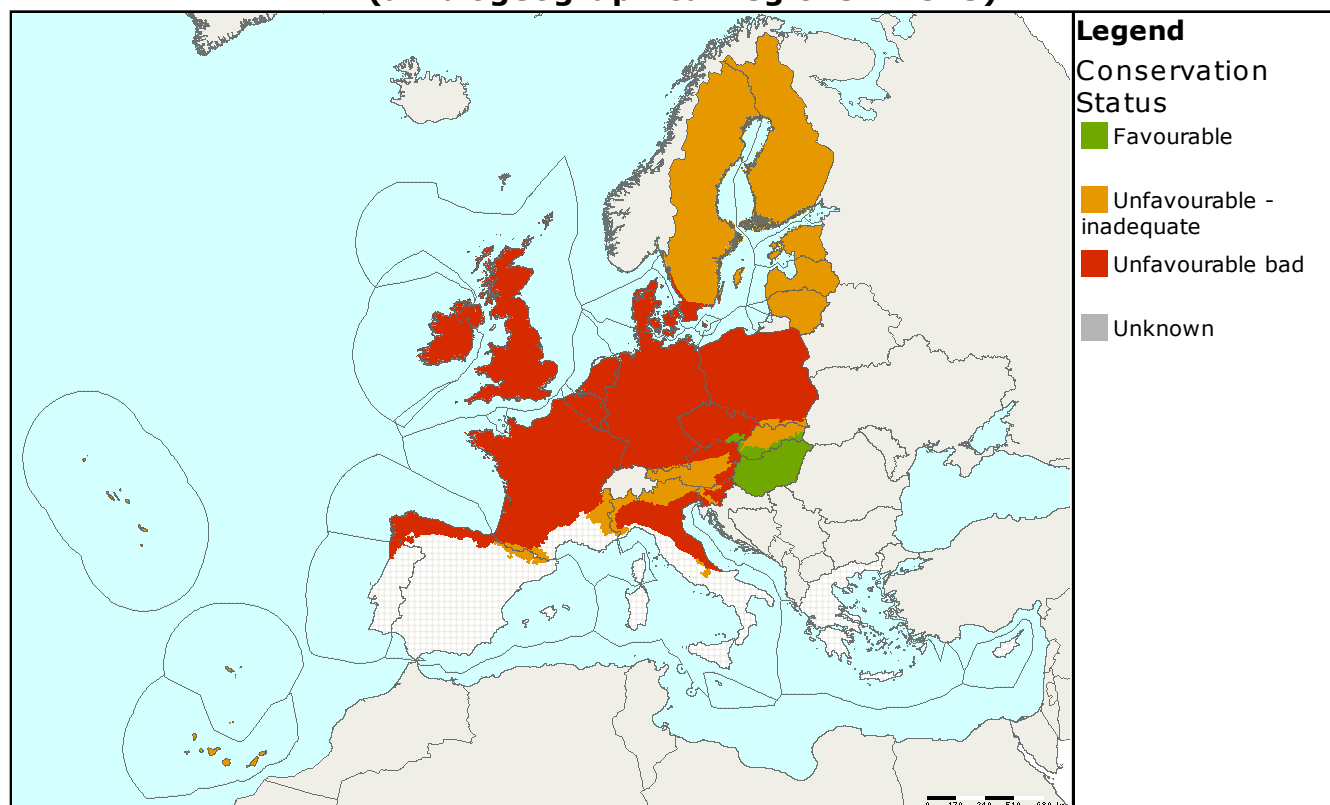 Legend
Conservation
Status
Favourable
Unfavourable -
inadequate
Unfavourable bad
Unknown